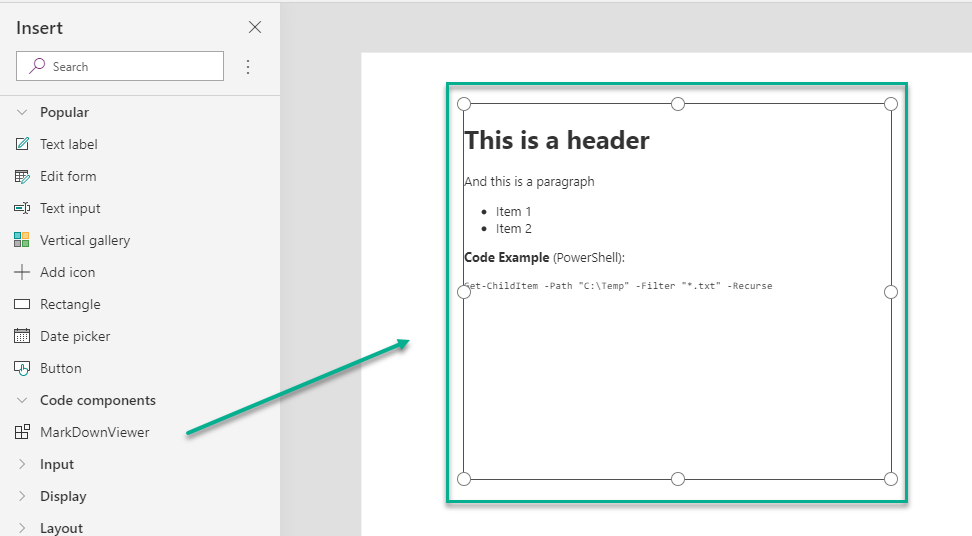 Insert
Search
Popular
Text label
Edit form
Text input
Vertical gallery
Add icon
Rectangle
Date picker
Button
Code components
MarkDownViewer
Input
Display
Layout
This is a header
And this is a paragraph
• Item 1
• Item 2
Code Example (PowerShell):
Get-ChildItem -Path "C:\Temp" -Filter "*.txt" -Recurse